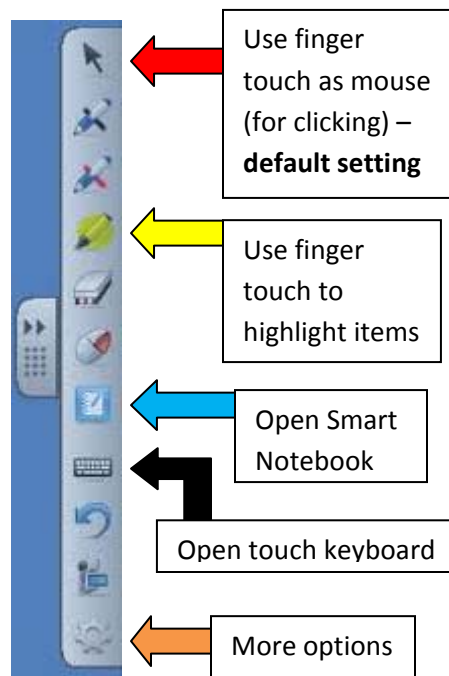 Use finger
touch as mouse
(for clicking) –
default setting
Use finger
touch to
highlight items
Open Smart
Notebook
Open touch keyboard
More options